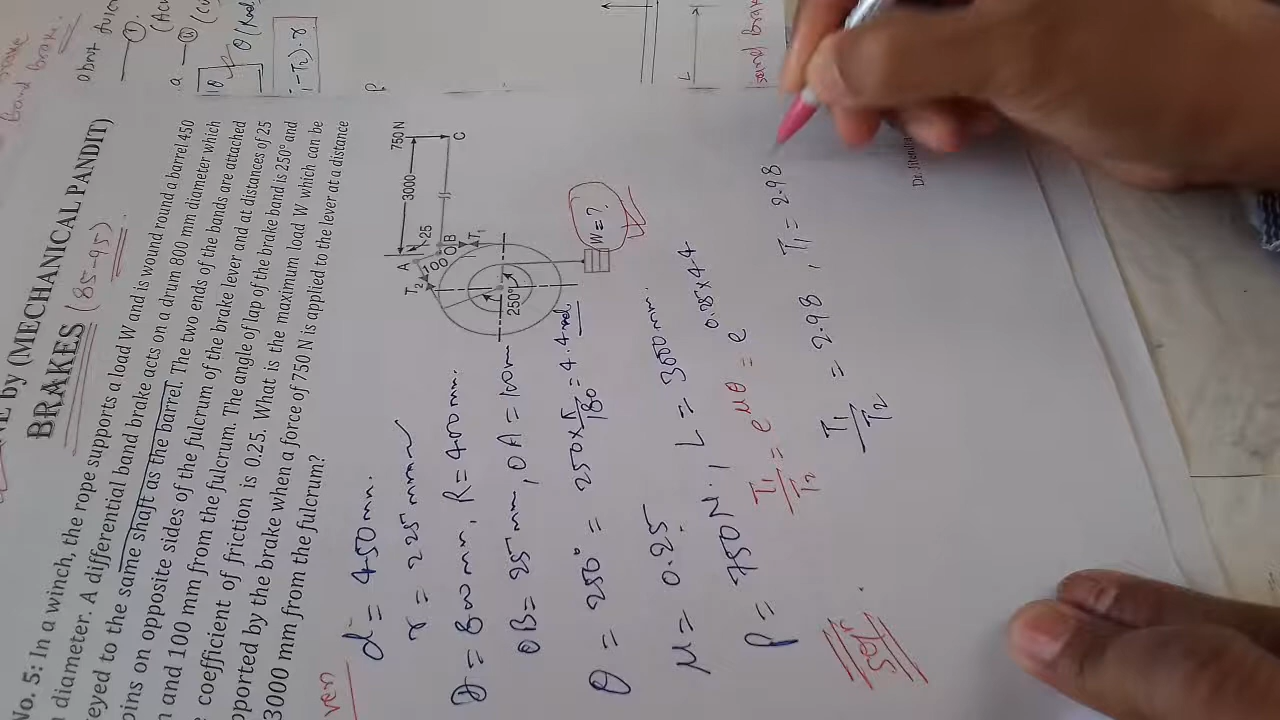 by (MECHANICAL PANDIT)
BRAKES (85-95)
No. 5: In a winch, the rope supports a load W and is wound round a barrel 450
diameter. A differential band brake acts on a drum 800 mm diameter which
keyed to the same shaft as the barrel. The two ends of the bands are attached
pins on opposite sides of the fulcrum of the brake lever and at distances of 25
and 100 mm from the fulcrum. The angle of lap of the brake band is 250° and
coefficient of friction is 0.25. What is the maximum load W which can be
pported by the brake when a force of 750 N is applied to the lever at a distance
3000 mm from the fulcrum?
ven
d = 450 mm.
r = 225 mm
D = 800 mm, R = 400 mm.
OB = 25 mm, OA = 100 mm
θ = 250° = 250 × π/180 = 4.4 rad.
μ = 0.25
P = 750 N, L = 3000 mm.
T1/T2 = e^μθ = e^0.25×4.4
Sol.
T1/T2 = 2.98, T1 = 2.98
750 N
3000
C
A
25
T2
O
B
T1
250°
W = ?
θ
-T2)·r
P
L
band brake